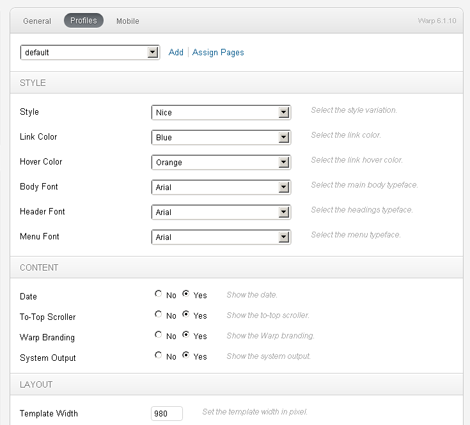 General Profiles Mobile Warp 6.1.10
default Add Assign Pages
STYLE
Style Nice Select the style variation.
Link Color Blue Select the link color.
Hover Color Orange Select the link hover color.
Body Font Arial Select the main body typeface.
Header Font Arial Select the headings typeface.
Menu Font Arial Select the menu typeface.
CONTENT
Date No Yes Show the date.
To-Top Scroller No Yes Show the to-top scroller.
Warp Branding No Yes Show the Warp branding
System Output No Yes Show the system output.
LAYOUT
Template Width 980 Set the template width in pixel.